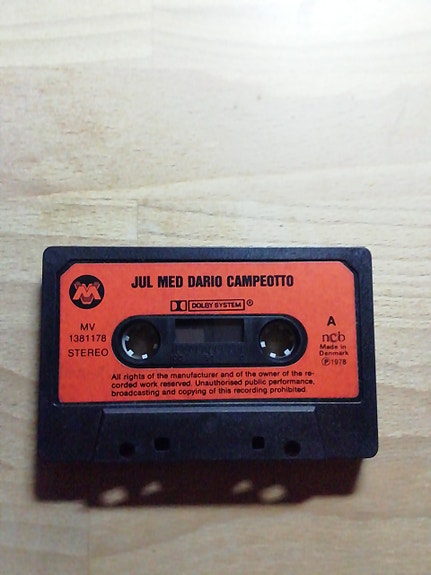 JUL MED DARIO CAMPEOTTO
M
DOLBY SYSTEM ®
MV
1381178
STEREO
A
ncb
Made in
Denmark
Ⓟ1978
All rights of the manufacturer and of the owner of the re-
corded work reserved. Unauthorised public performance,
broadcasting and copying of this recording prohibited.